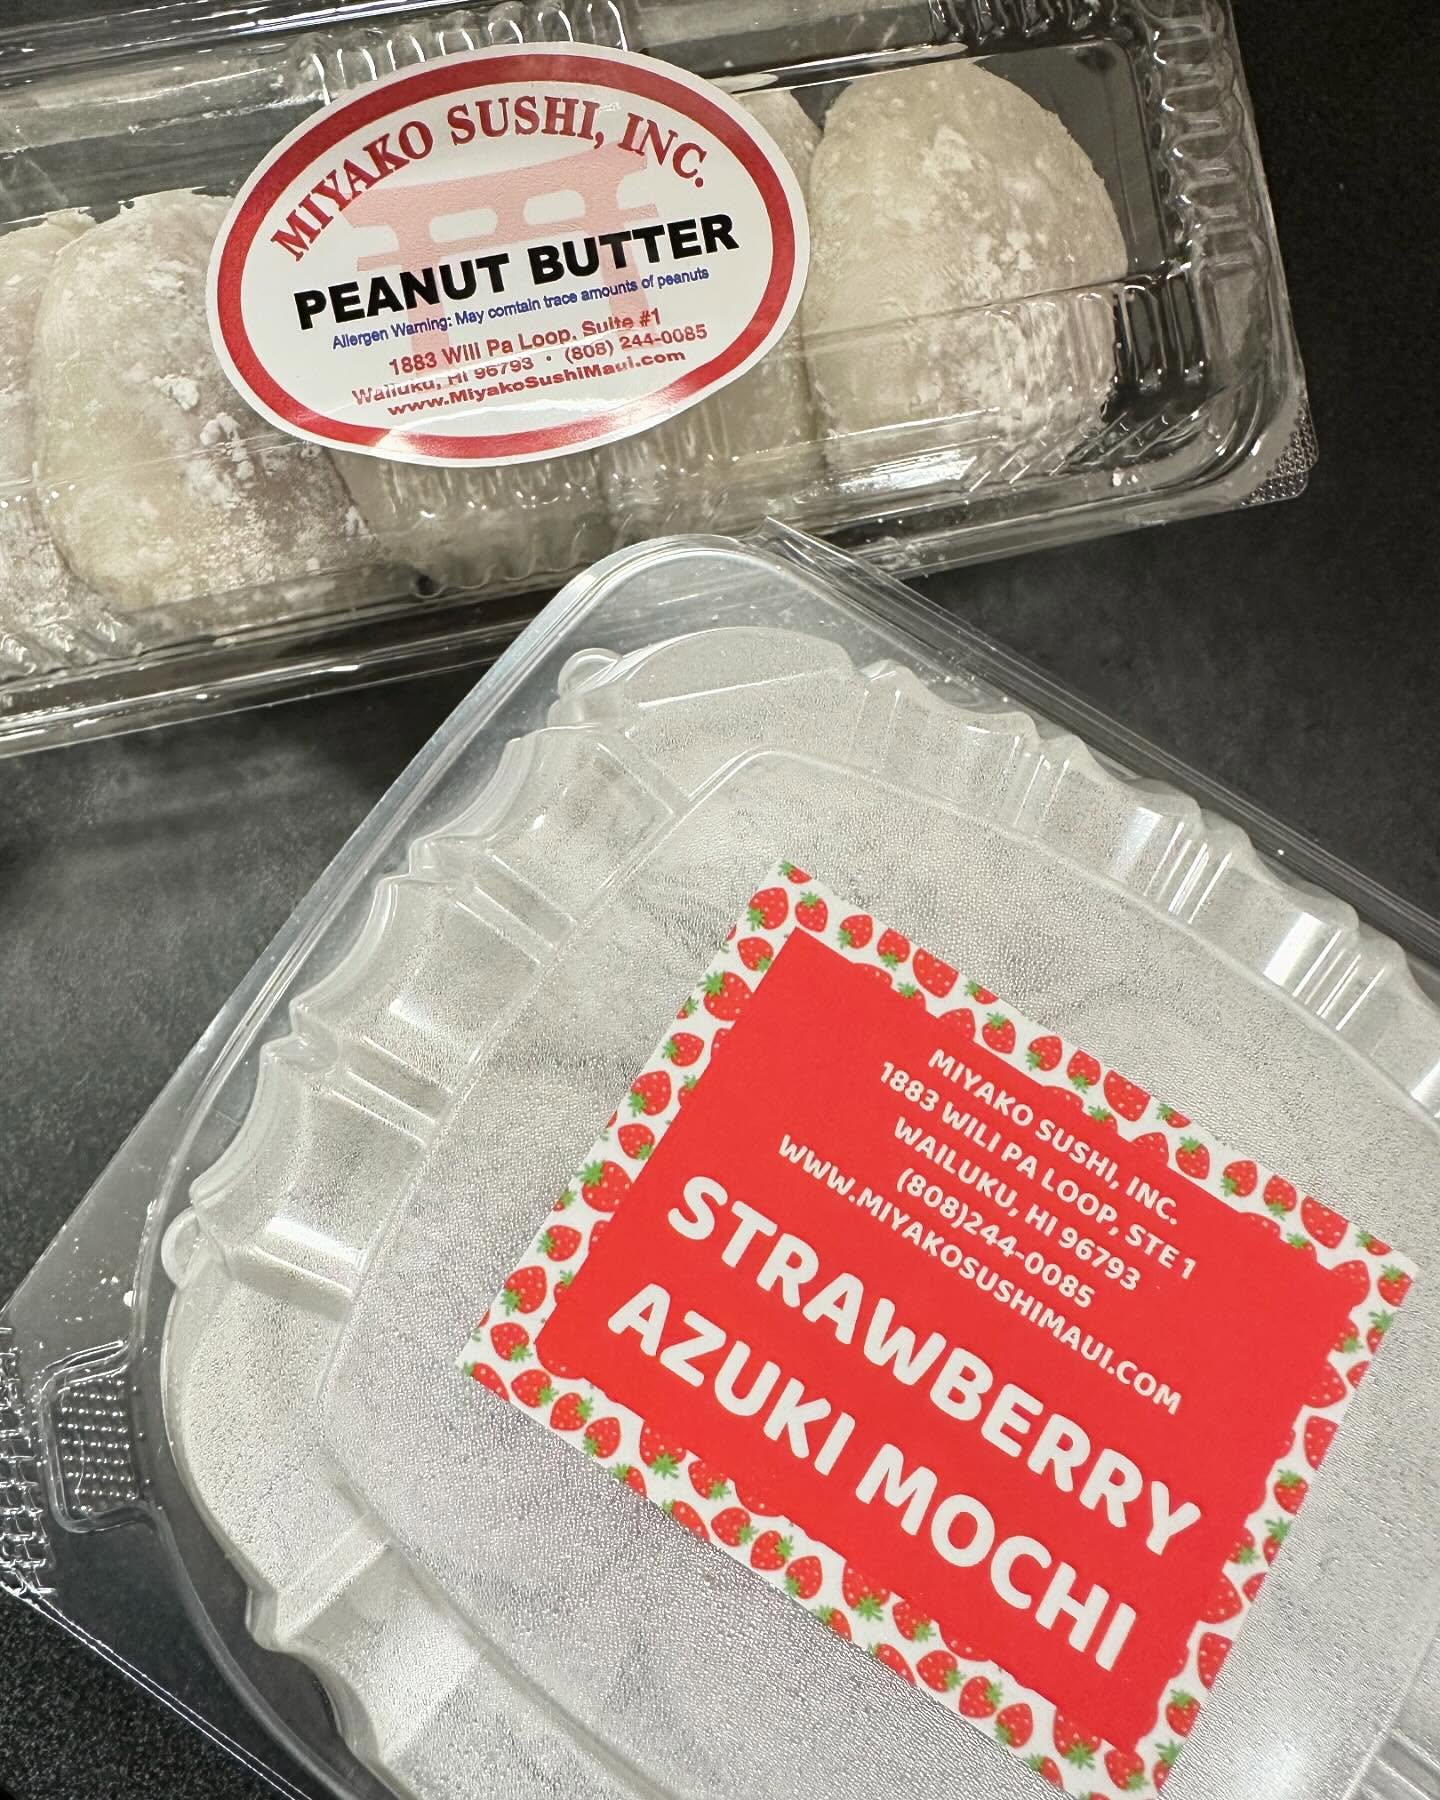 MIYAKO SUSHI, INC.
PEANUT BUTTER
Allergen Warning: May comtain trace amounts of peanuts
1883 Wili Pa Loop, Suite #1
Wailuku, HI 96793 • (808) 244-0085
www.MiyakoSushiMaui.com
MIYAKO SUSHI, INC.
1883 WILI PA LOOP, STE 1
WAILUKU, HI 96793
(808)244-0085
WWW.MIYAKOSUSHIMAUI.COM
STRAWBERRY
AZUKI MOCHI